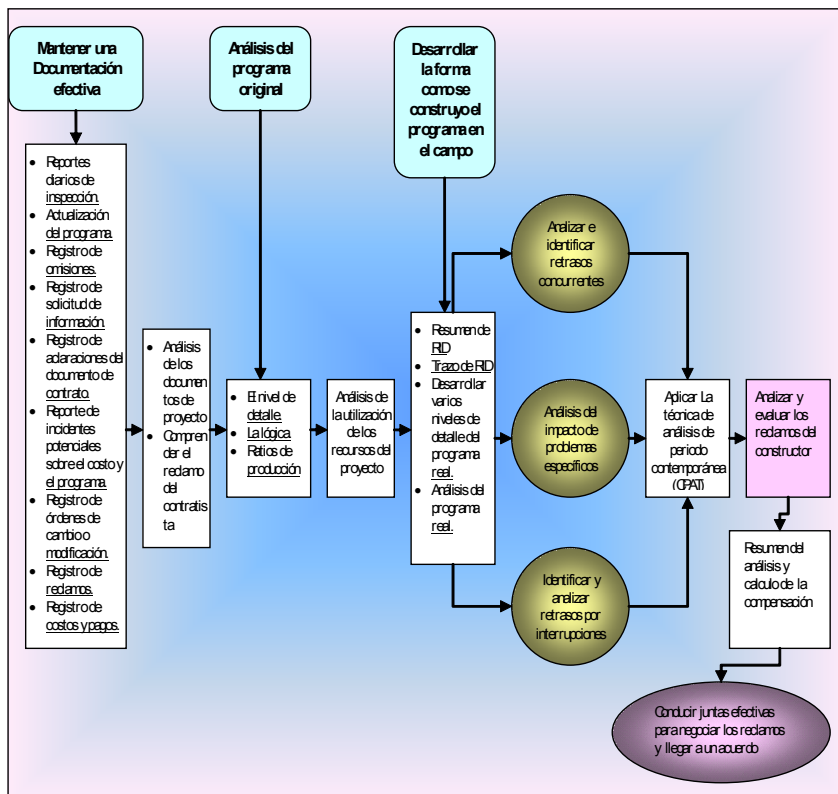 Mantener una
Documentación
efectiva
Análisis del
programa
original
Desarrollar
la forma
como se
construyo el
programa en
el campo
• Reportes
diarios de
inspección.
• Actualización
del programa.
• Registro de
omisiones.
• Registro de
solicitud de
información.
• Registro de
aclaraciones del
documento de
contrato.
• Reporte de
incidentes
potenciales
sobre el costo y
el programa.
• Registro de
órdenes de
cambio o
modificación.
• Registro de
reclamos.
• Registro de
costos y pagos.
• Análisis
de los
documen
tos de
proyecto
• Compren
der el
reclamo
del
contratis
ta
• El nivel de
detalle.
• La lógica
• Ratios de
producción
Análisis de
la utilización
de los
recursos del
proyecto
• Resumen de
RID
• Trazo de RID
• Desarrollar
varios
niveles de
detalle del
programa
real.
• Análisis del
programa
real.
Analizar e
identificar
retrasos
concurrentes
Análisis del
impacto de
problemas
específicos
Identificar y
analizar
retrasos por
interrupciones
Aplicar La
técnica de
análisis de
periodo
contemporánea
(CPAT)
Analizar y
evaluar los
reclamos del
constructor
Resumen del
análisis y
calculo de la
compensación
Conducir juntas efectivas
para negociar los reclamos
y llegar a un acuerdo